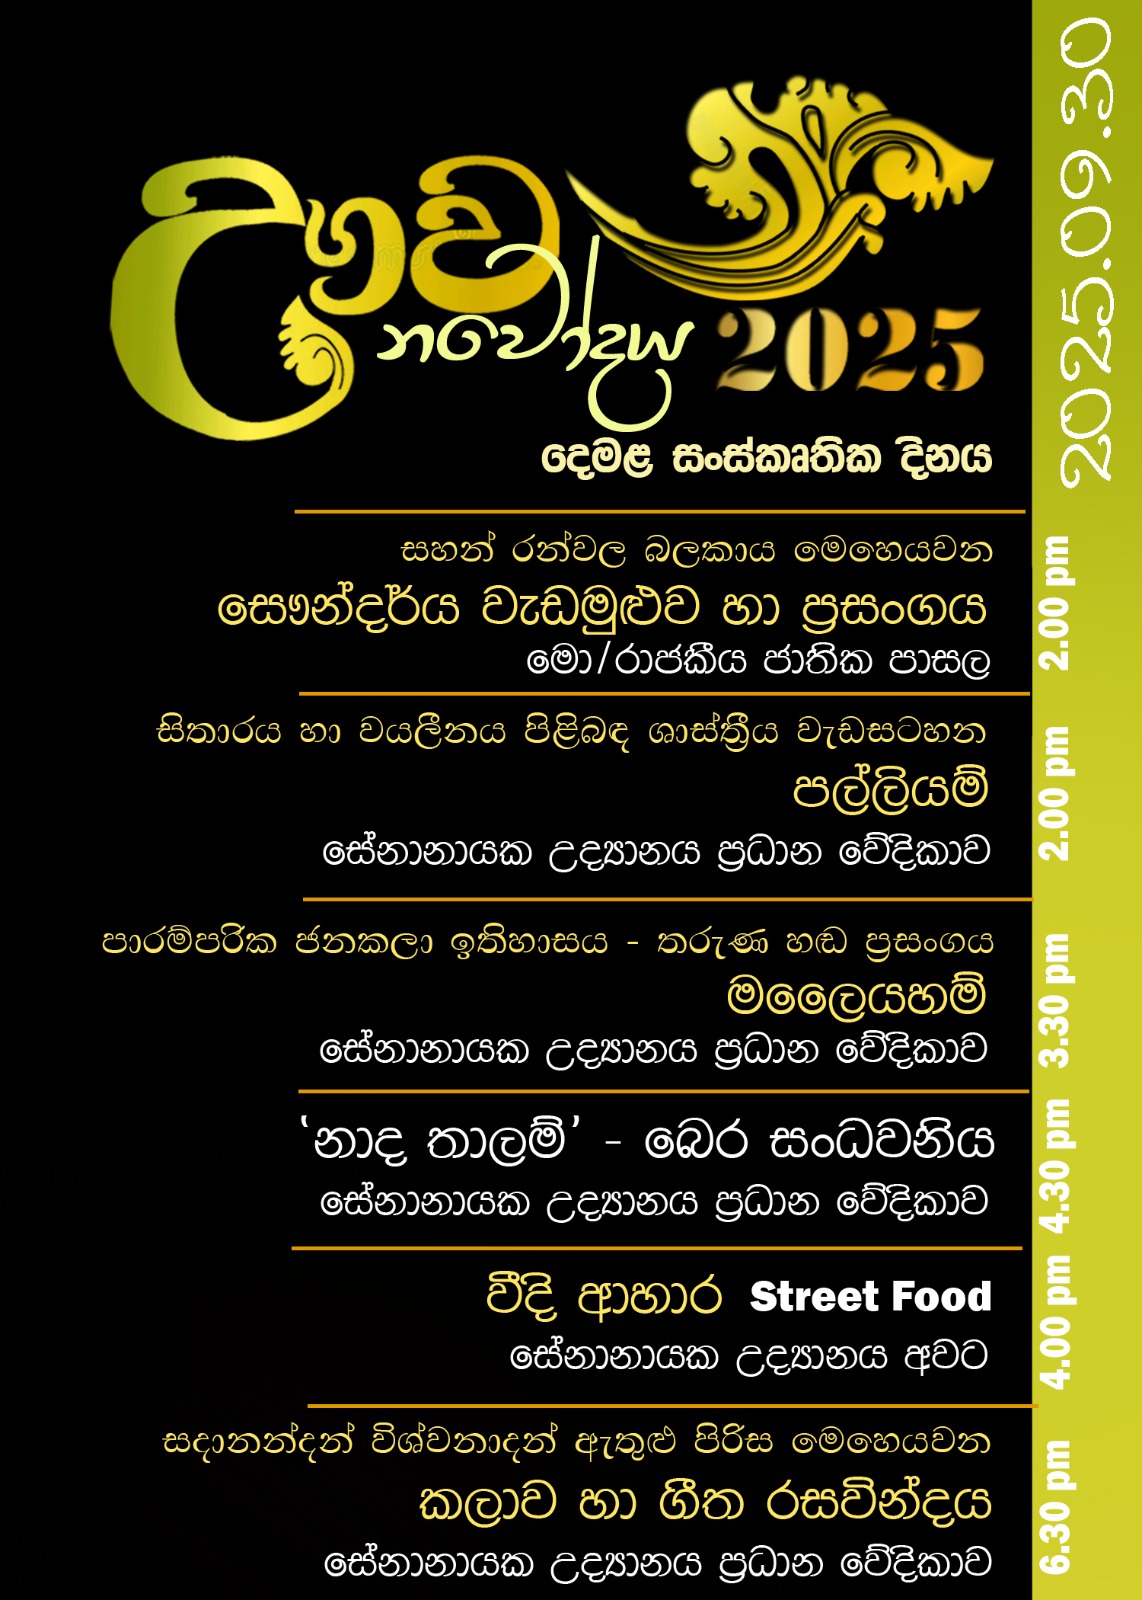 ඌව
නවෝදය 2025
2025.09.30
දෙමළ සංස්කෘතික දිනය
සහන් රන්වල බලකාය මෙහෙයවන
සෞන්දර්ය වැඩමුළුව හා ප්‍රසංගය
මො/රාජකීය ජාතික පාසල
2.00 pm
සිතාරය හා වයලීනය පිළිබඳ ශාස්ත්‍රීය වැඩසටහන
පල්ලියම්
සේනානායක උද්‍යානය ප්‍රධාන වේදිකාව
2.00 pm
පාරම්පරික ජනකලා ඉතිහාසය - තරුණ හඬ ප්‍රසංගය
මලෛයහම්
සේනානායක උද්‍යානය ප්‍රධාන වේදිකාව
3.30 pm
‘නාද තාලම්’ - බෙර සංධවනිය
සේනානායක උද්‍යානය ප්‍රධාන වේදිකාව
4.30 pm
වීදි ආහාර Street Food
සේනානායක උද්‍යානය අවට
4.00 pm
සදානන්දන් විශ්වනාදන් ඇතුළු පිරිස මෙහෙයවන
කලාව හා ගීත රසවින්දය
සේනානායක උද්‍යානය ප්‍රධාන වේදිකාව
6.30 pm